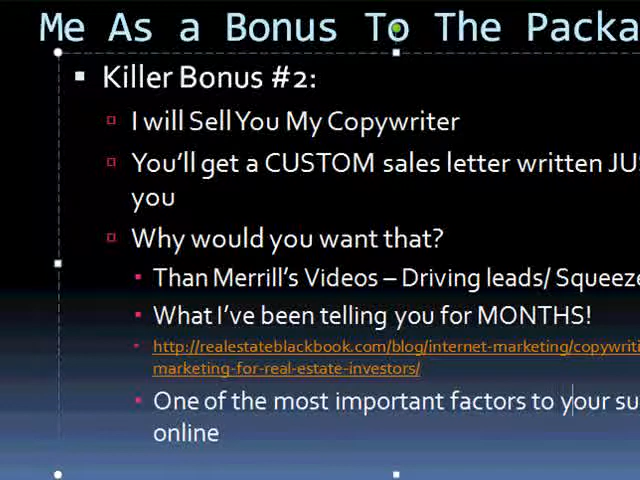 Me As a Bonus To The Packa
Killer Bonus #2:
I will Sell You My Copywriter
You'll get a CUSTOM sales letter written JUS
you
Why would you want that?
Than Merrill's Videos – Driving leads/ Squeeze
What I've been telling you for MONTHS!
http://realestateblackbook.com/blog/internet-marketing/copywriti
marketing-for-real-estate-investors/
One of the most important factors to your su
online